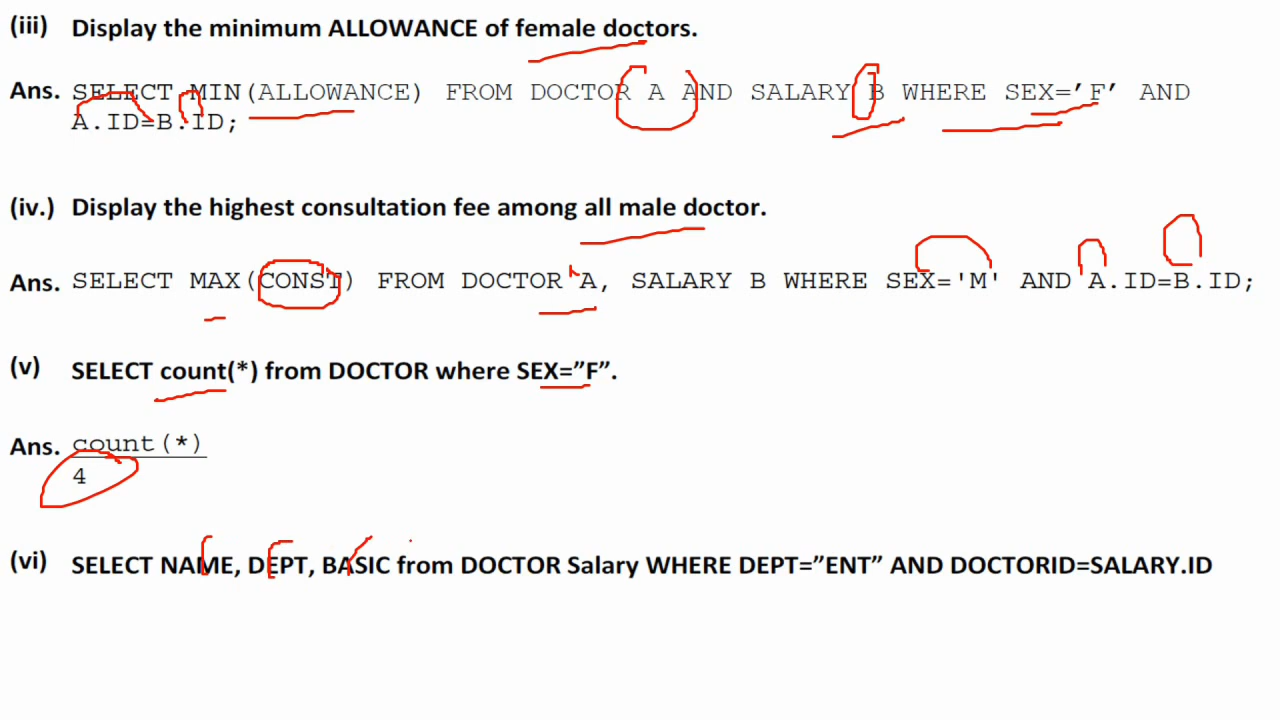 (iii) Display the minimum ALLOWANCE of female doctors.
Ans. SELECT MIN(ALLOWANCE) FROM DOCTOR A AND SALARY B WHERE SEX=’F’ AND
A.ID=B.ID;
(iv.) Display the highest consultation fee among all male doctor.
Ans. SELECT MAX(CONST) FROM DOCTOR A, SALARY B WHERE SEX='M' AND A.ID=B.ID;
(v) SELECT count(*) from DOCTOR where SEX=”F”.
Ans. count(*)
4
(vi) SELECT NAME, DEPT, BASIC from DOCTOR Salary WHERE DEPT=”ENT” AND DOCTORID=SALARY.ID